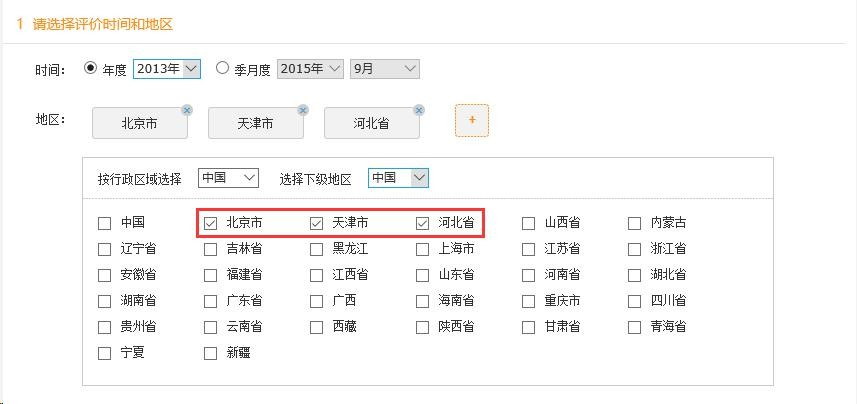 1 请选择评价时间和地区
时间： 年度 2013年 季月度 2015年 9月
地区： 北京市 天津市 河北省 +
按行政区域选择 中国 选择下级地区 中国
中国 北京市 天津市 河北省 山西省 内蒙古
辽宁省 吉林省 黑龙江 上海市 江苏省 浙江省
安徽省 福建省 江西省 山东省 河南省 湖北省
湖南省 广东省 广西 海南省 重庆市 四川省
贵州省 云南省 西藏 陕西省 甘肃省 青海省
宁夏 新疆